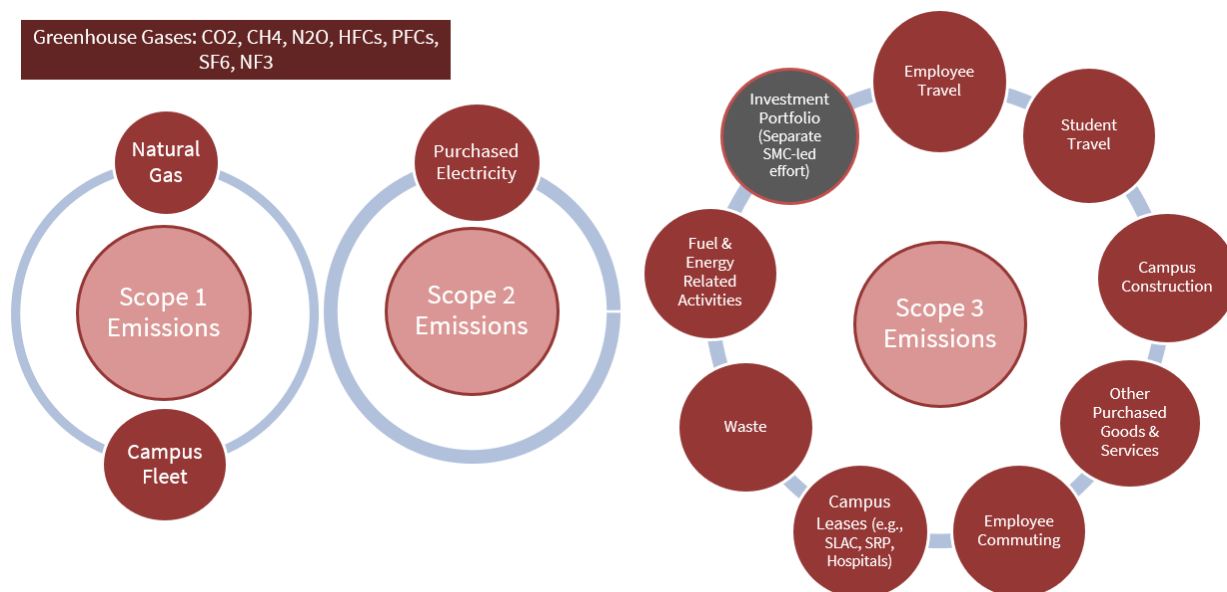 Greenhouse Gases: CO2, CH4, N2O, HFCs, PFCs,
SF6, NF3
Natural
Gas
Scope 1
Emissions
Campus
Fleet
Purchased
Electricity
Scope 2
Emissions
Employee
Travel
Student
Travel
Campus
Construction
Other
Purchased
Goods &
Services
Employee
Commuting
Campus
Leases (e.g.,
SLAC, SRP,
Hospitals)
Waste
Fuel &
Energy
Related
Activities
Investment
Portfolio
(Separate
SMC-led
effort)
Scope 3
Emissions